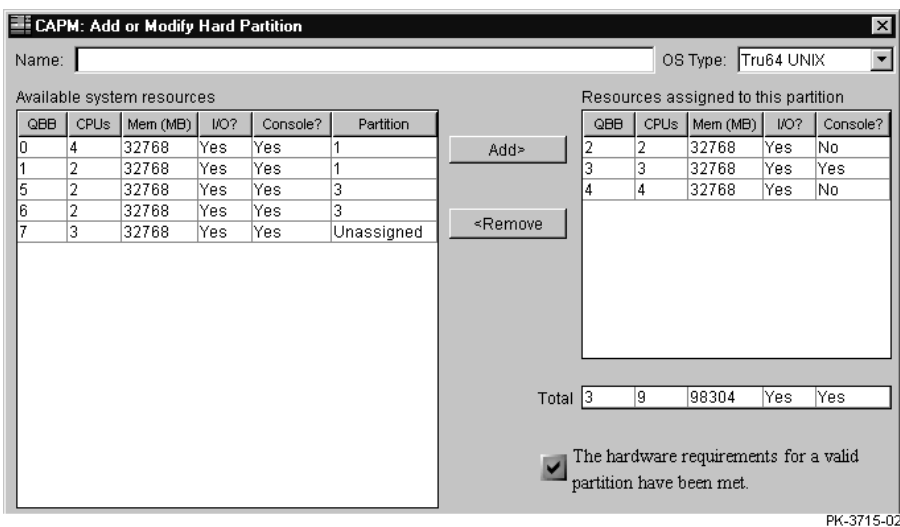 CAPM: Add or Modify Hard Partition
Name: OS Type: Tru64 UNIX
Available system resources Resources assigned to this partition
QBB CPUs Mem (MB) I/O? Console? Partition
0 4 32768 Yes Yes 1
1 2 32768 Yes Yes 1
5 2 32768 Yes Yes 3
6 2 32768 Yes Yes 3
7 3 32768 Yes Yes Unassigned
Add>
<Remove
QBB CPUs Mem (MB) I/O? Console?
2 2 32768 Yes No
3 3 32768 Yes Yes
4 4 32768 Yes No
Total 3 9 98304 Yes Yes
The hardware requirements for a valid
partition have been met.
PK-3715-02